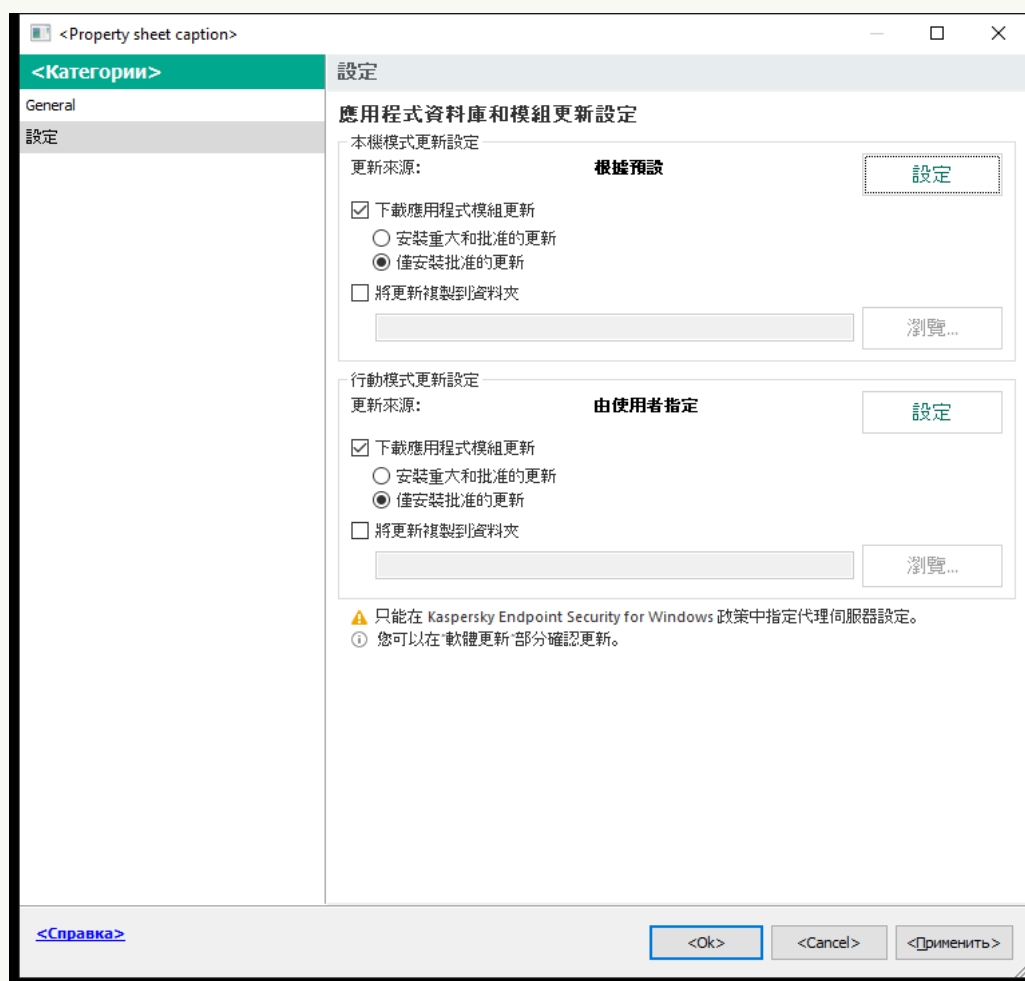 <Property sheet caption>
<Категории>
General
設定
設定
應用程式資料庫和模組更新設定
本機模式更新設定
更新來源: 根據預設 設定
下載應用程式模組更新
安裝重大和批准的更新
僅安裝批准的更新
將更新複製到資料夾
瀏覽...
行動模式更新設定
更新來源: 由使用者指定 設定
下載應用程式模組更新
安裝重大和批准的更新
僅安裝批准的更新
將更新複製到資料夾
瀏覽...
只能在 Kaspersky Endpoint Security for Windows 政策中指定代理伺服器設定。
您可以在"軟體更新"部分確認更新。
<Справка>
<Ok> <Cancel> <Применить>